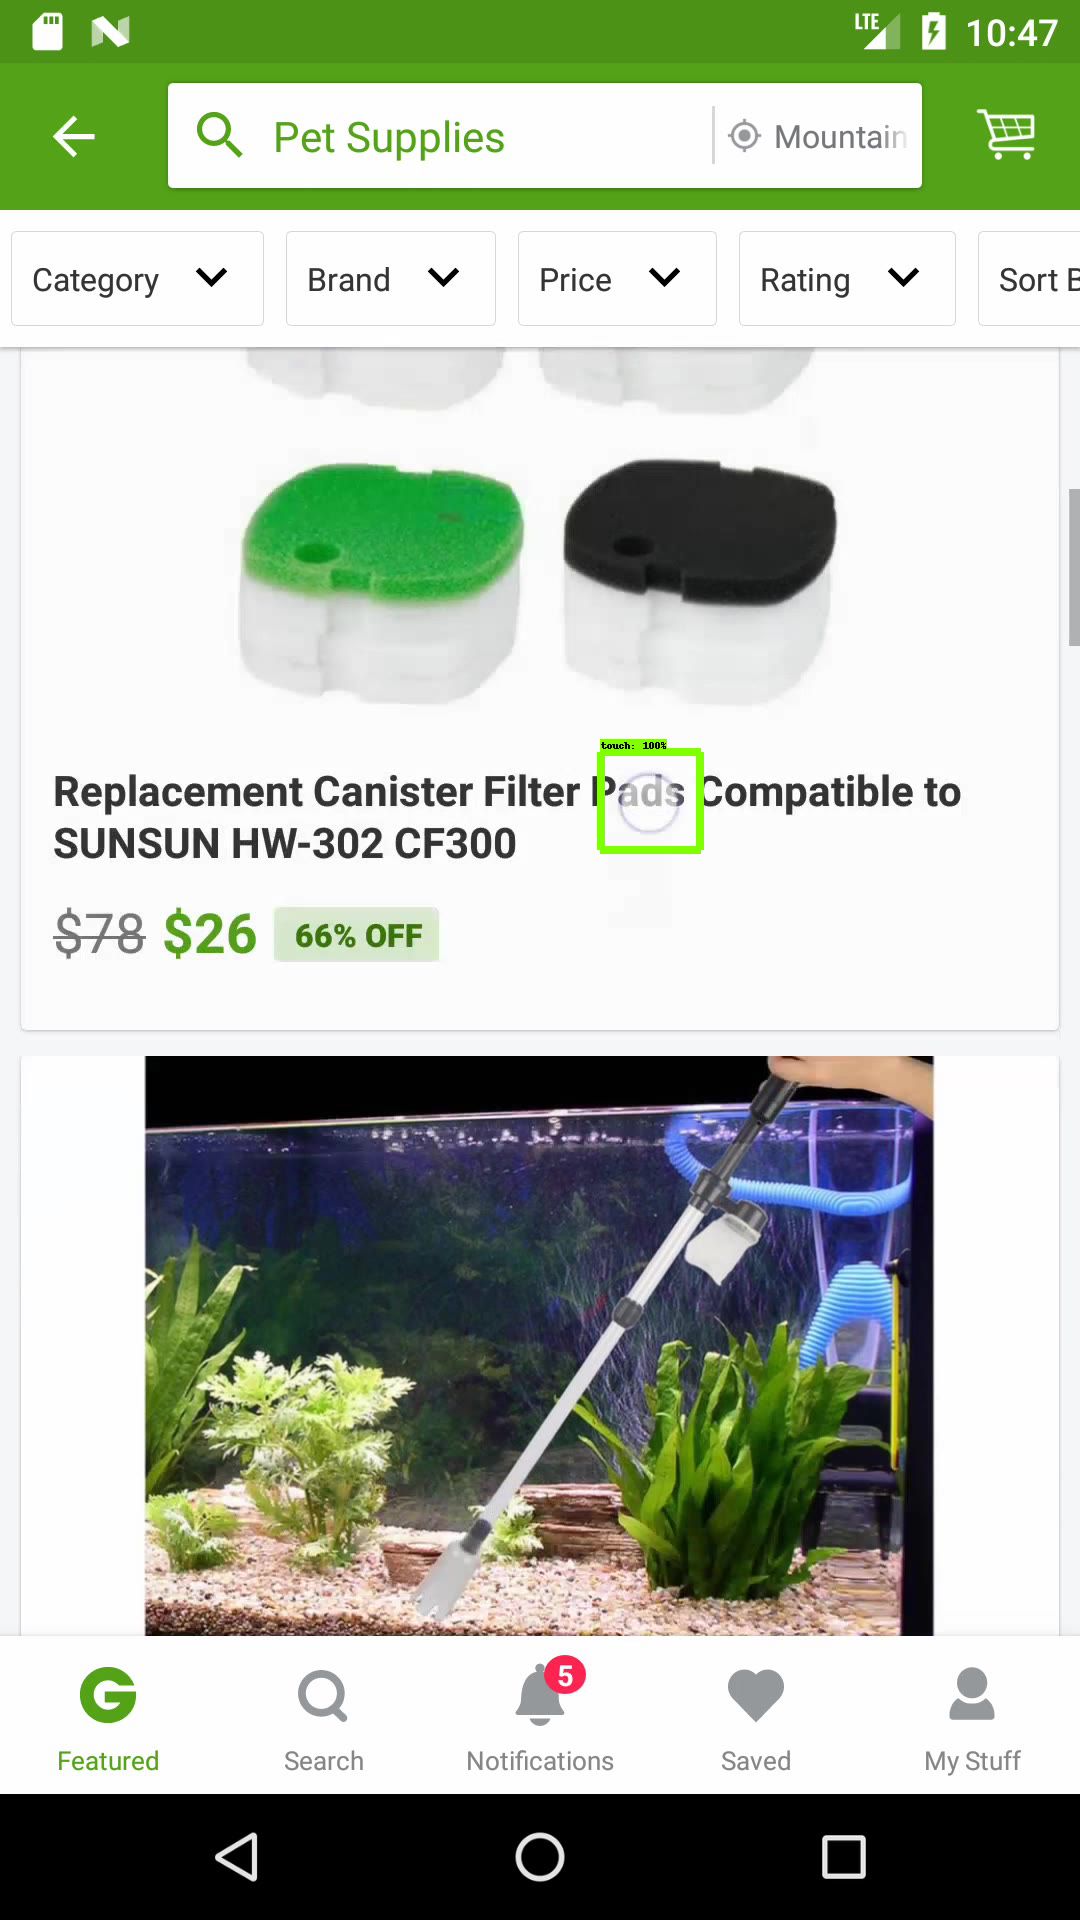 LTE 10:47
Pet Supplies Mountain
Category Brand Price Rating Sort B
touch: 100%
Replacement Canister Filter Pads Compatible to
SUNSUN HW-302 CF300
$78 $26 66% OFF
5
Featured Search Notifications Saved My Stuff